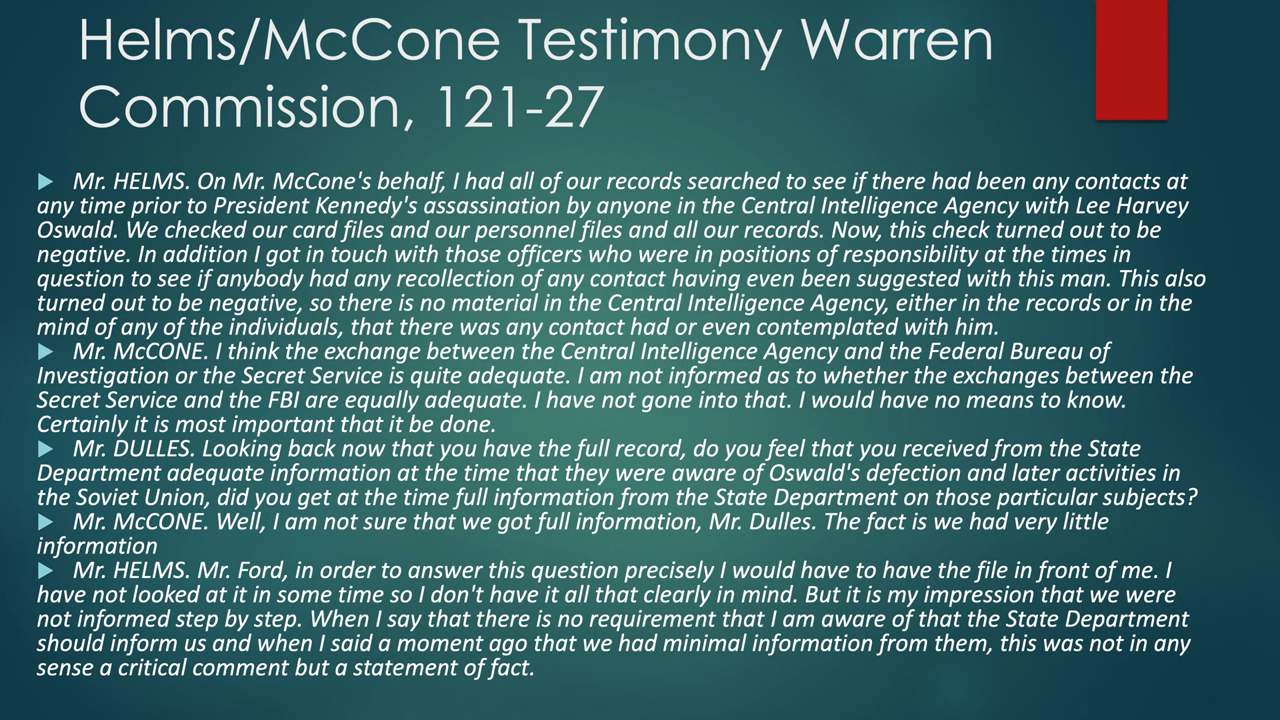 Helms/McCone Testimony Warren
Commission, 121-27
Mr. HELMS. On Mr. McCone's behalf, I had all of our records searched to see if there had been any contacts at
any time prior to President Kennedy's assassination by anyone in the Central Intelligence Agency with Lee Harvey
Oswald. We checked our card files and our personnel files and all our records. Now, this check turned out to be
negative. In addition I got in touch with those officers who were in positions of responsibility at the times in
question to see if anybody had any recollection of any contact having even been suggested with this man. This also
turned out to be negative, so there is no material in the Central Intelligence Agency, either in the records or in the
mind of any of the individuals, that there was any contact had or even contemplated with him.
Mr. McCONE. I think the exchange between the Central Intelligence Agency and the Federal Bureau of
Investigation or the Secret Service is quite adequate. I am not informed as to whether the exchanges between the
Secret Service and the FBI are equally adequate. I have not gone into that. I would have no means to know.
Certainly it is most important that it be done.
Mr. DULLES. Looking back now that you have the full record, do you feel that you received from the State
Department adequate information at the time that they were aware of Oswald's defection and later activities in
the Soviet Union, did you get at the time full information from the State Department on those particular subjects?
Mr. McCONE. Well, I am not sure that we got full information, Mr. Dulles. The fact is we had very little
information
Mr. HELMS. Mr. Ford, in order to answer this question precisely I would have to have the file in front of me. I
have not looked at it in some time so I don't have it all that clearly in mind. But it is my impression that we were
not informed step by step. When I say that there is no requirement that I am aware of that the State Department
should inform us and when I said a moment ago that we had minimal information from them, this was not in any
sense a critical comment but a statement of fact.